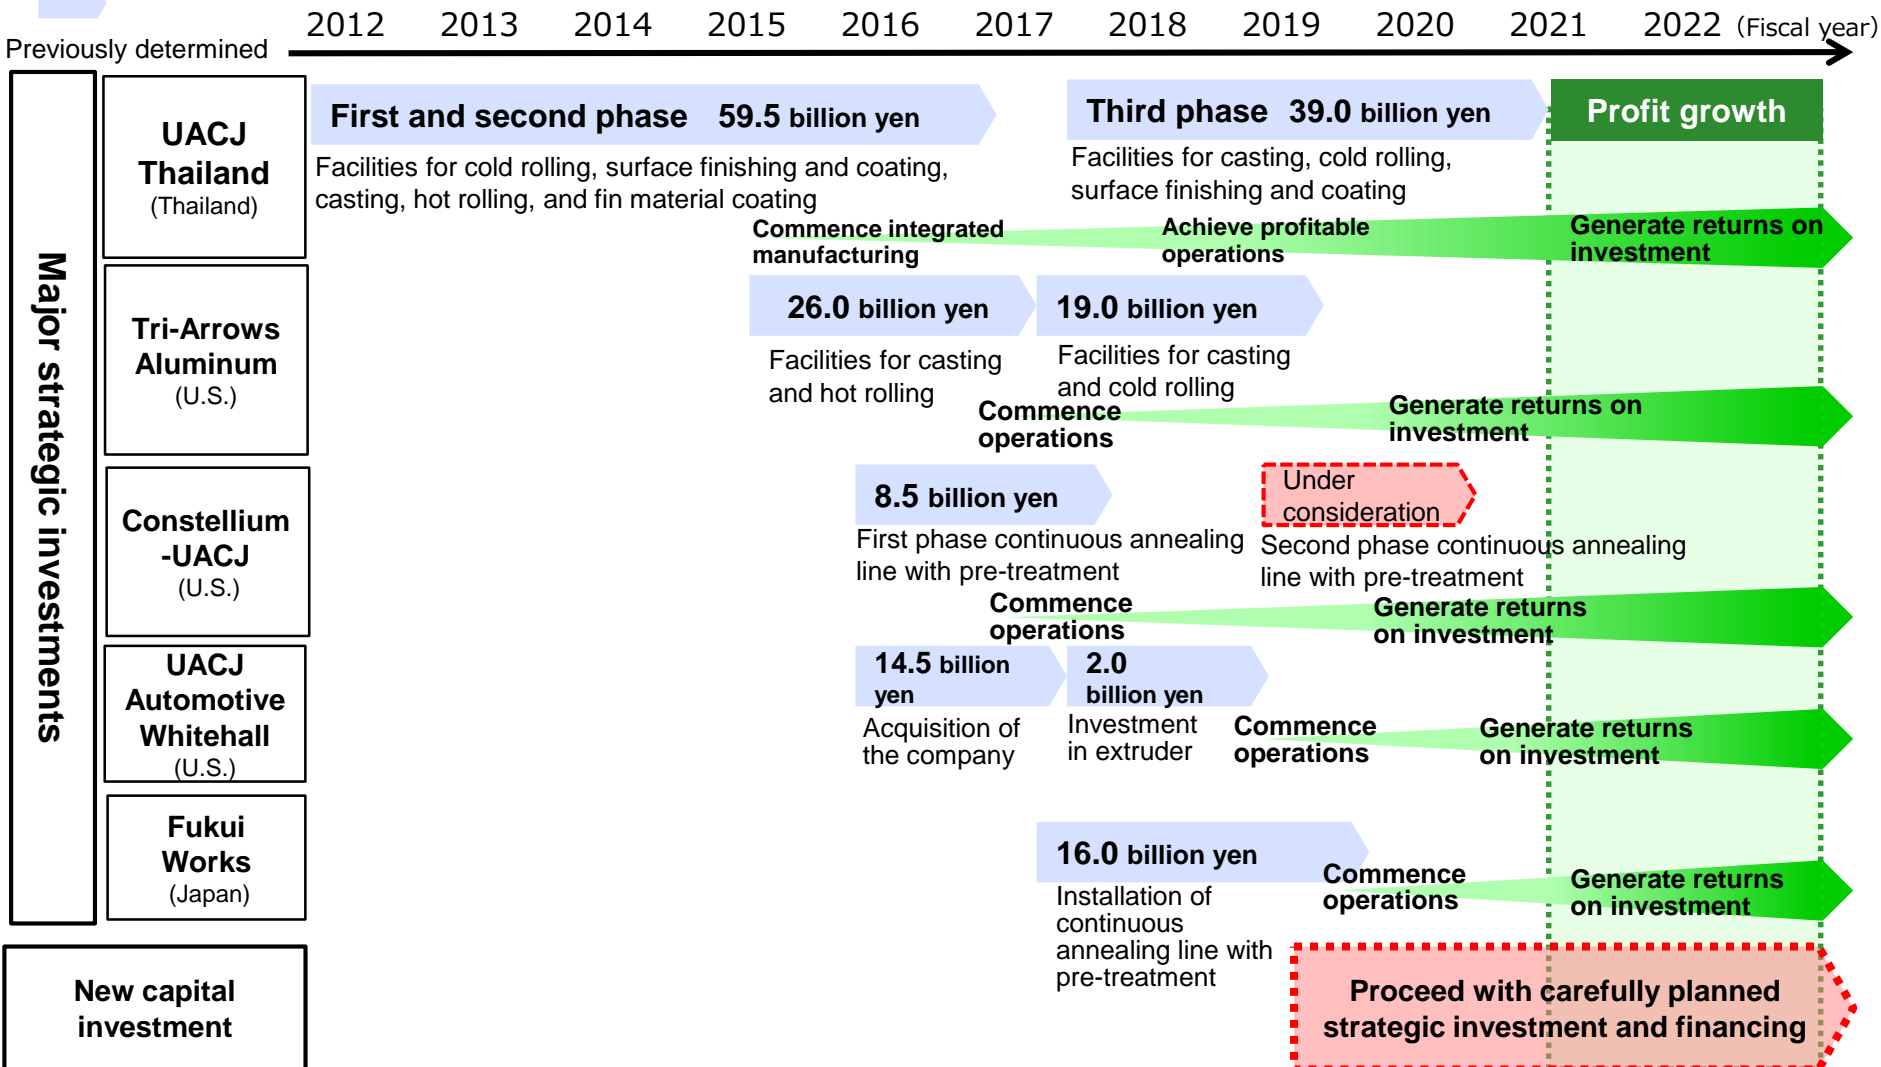 2012 2013 2014 2015 2016 2017 2018 2019 2020 2021 2022 (Fiscal year)
Previously determined
Major strategic investments
UACJ
Thailand
(Thailand)
First and second phase 59.5 billion yen
Facilities for cold rolling, surface finishing and coating,
casting, hot rolling, and fin material coating
Third phase 39.0 billion yen
Facilities for casting, cold rolling,
surface finishing and coating
Profit growth
Commence integrated
manufacturing
Achieve profitable
operations
Generate returns on
investment
Tri-Arrows
Aluminum
(U.S.)
26.0 billion yen
Facilities for casting
and hot rolling
19.0 billion yen
Facilities for casting
and cold rolling
Commence
operations
Generate returns on
investment
Constellium
-UACJ
(U.S.)
8.5 billion yen
First phase continuous annealing
line with pre-treatment
Under
consideration
Second phase continuous annealing
line with pre-treatment
Commence
operations
Generate returns
on investment
UACJ
Automotive
Whitehall
(U.S.)
14.5 billion
yen
Acquisition of
the company
2.0
billion yen
Investment
in extruder
Commence
operations
Generate returns
on investment
Fukui
Works
(Japan)
16.0 billion yen
Installation of
continuous
annealing line with
pre-treatment
Commence
operations
Generate returns
on investment
New capital
investment
Proceed with carefully planned
strategic investment and financing